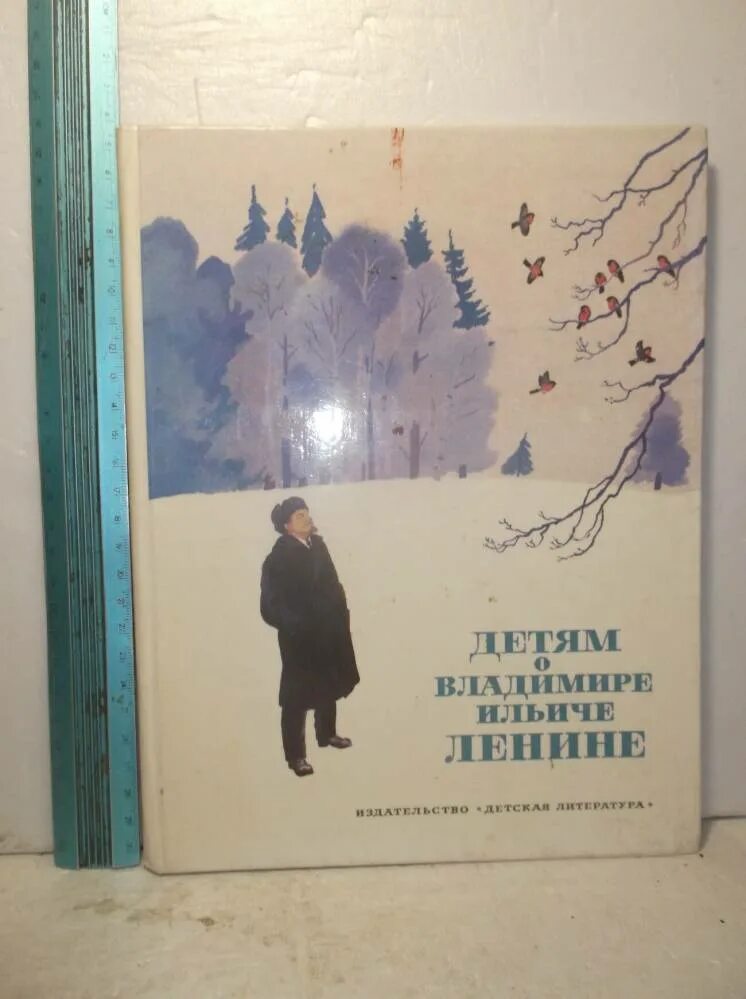 ДЕТЯМ
О
ВЛАДИМИРЕ
ИЛЬИЧЕ
ЛЕНИНЕ
ИЗДАТЕЛЬСТВО «ДЕТСКАЯ ЛИТЕРАТУРА»